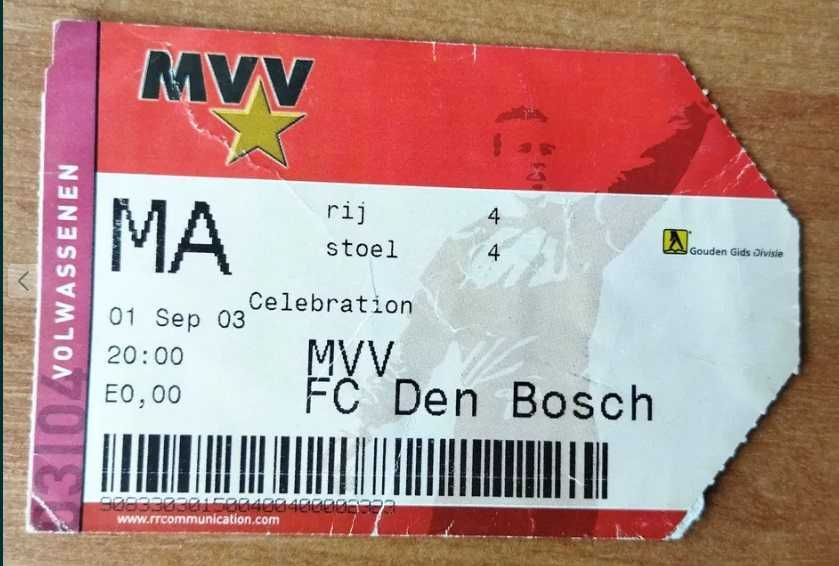 MVV
VOLWASSENEN
03|04
MA
rij 4
stoel 4
Gouden Gids Divisie
Celebration
01 Sep 03
20:00
E0,00
MVV
FC Den Bosch
www.rrcommunication.com